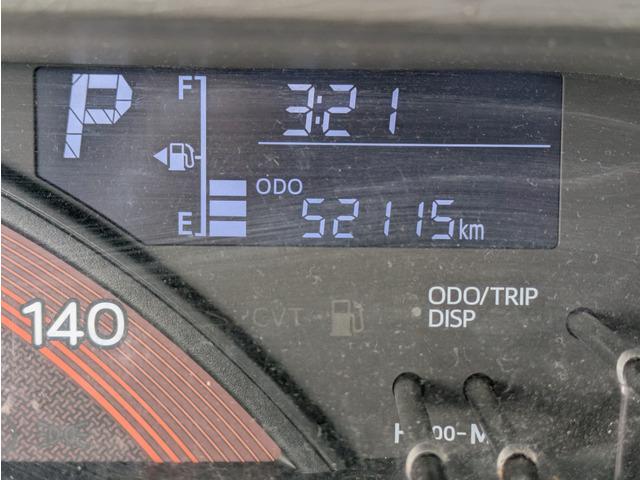 P
F
3:21
ODO
E
52115km
140
CVT
ODO/TRIP
DISP